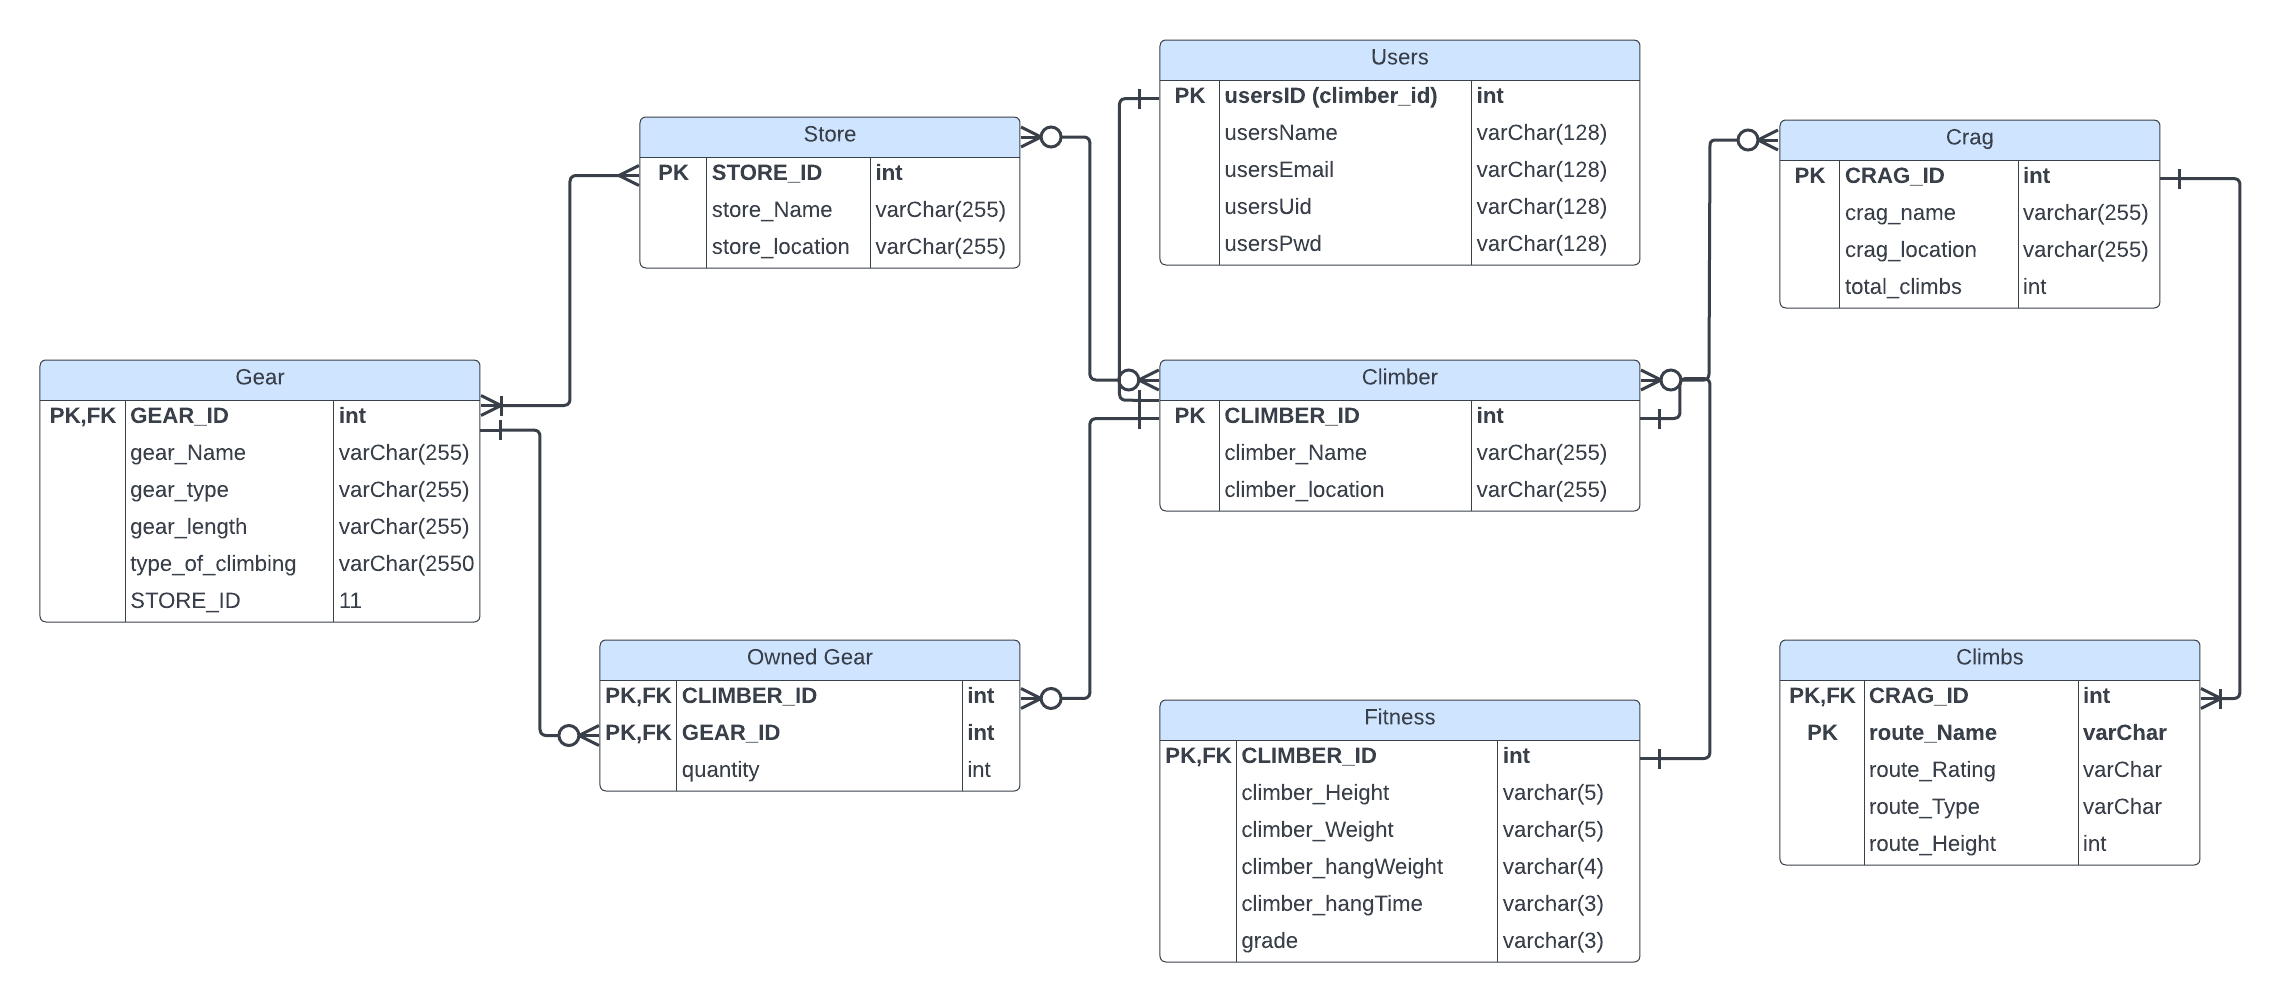 Users
PK usersID (climber_id) int
usersName varChar(128)
usersEmail varChar(128)
usersUid varChar(128)
usersPwd varChar(128)
Store
PK STORE_ID int
store_Name varChar(255)
store_location varChar(255)
Crag
PK CRAG_ID int
crag_name varchar(255)
crag_location varchar(255)
total_climbs int
Gear
PK,FK GEAR_ID int
gear_Name varChar(255)
gear_type varChar(255)
gear_length varChar(255)
type_of_climbing varChar(2550
STORE_ID 11
Climber
PK CLIMBER_ID int
climber_Name varChar(255)
climber_location varChar(255)
Owned Gear
PK,FK CLIMBER_ID int
PK,FK GEAR_ID int
quantity int
Fitness
PK,FK CLIMBER_ID int
climber_Height varchar(5)
climber_Weight varchar(5)
climber_hangWeight varchar(4)
climber_hangTime varchar(3)
grade varchar(3)
Climbs
PK,FK CRAG_ID int
PK route_Name varChar
route_Rating varChar
route_Type varChar
route_Height int